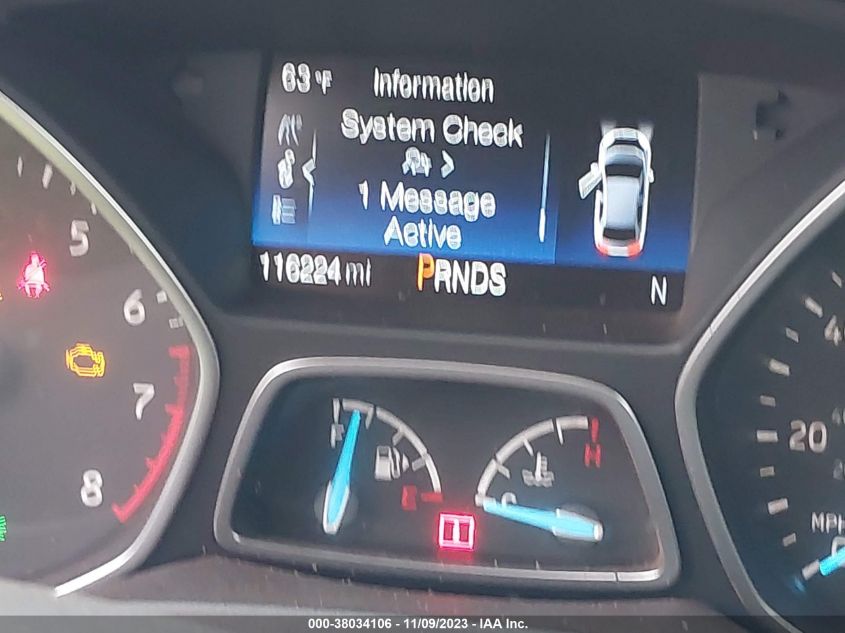 63°F Information
System Check
1 Message
Active
116224 mi PRNDS N
5
6
7
8
F
E
C
H
20
MPH
000-38034106 - 11/09/2023 - IAA Inc.